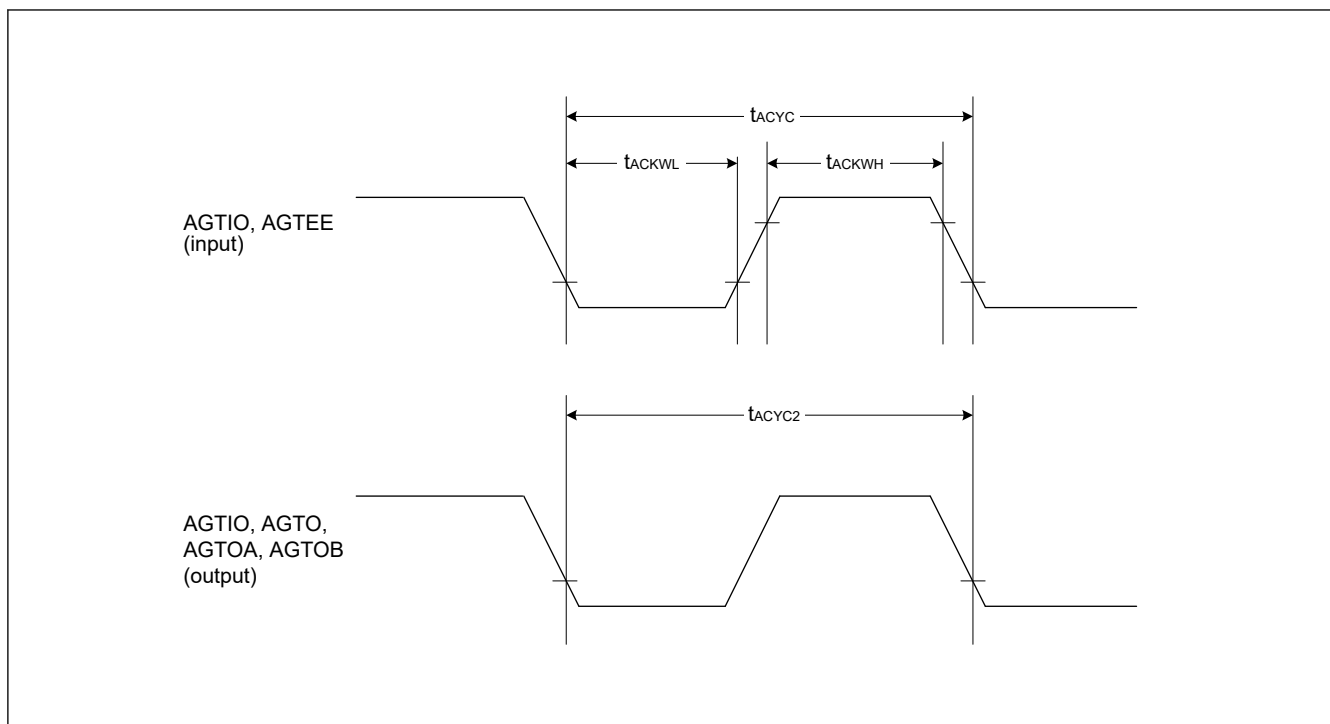 tACYC
tACKWL
tACKWH
AGTIO, AGTEE
(input)
tACYC2
AGTIO, AGTO,
AGTOA, AGTOB
(output)